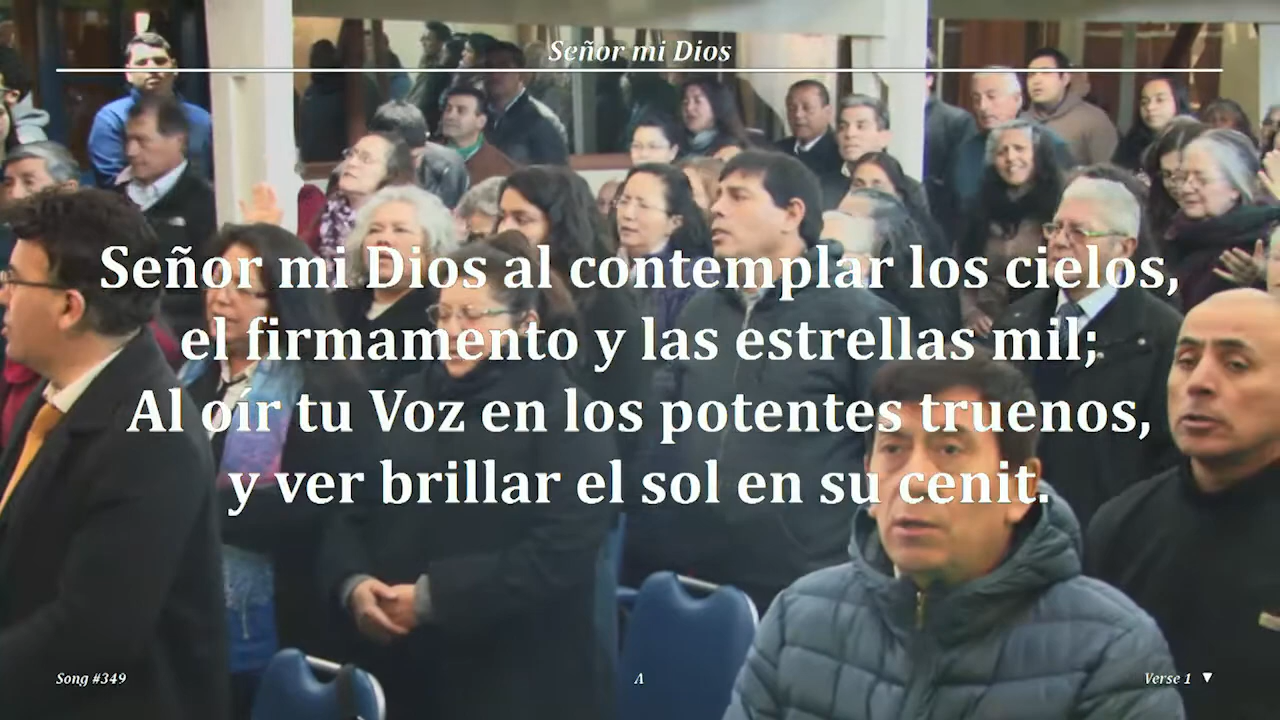 Señor mi Dios
Señor mi Dios al contemplar los cielos,
el firmamento y las estrellas mil;
Al oír tu Voz en los potentes truenos,
y ver brillar el sol en su cenit.
Song #349
Λ
Verse 1 ▼